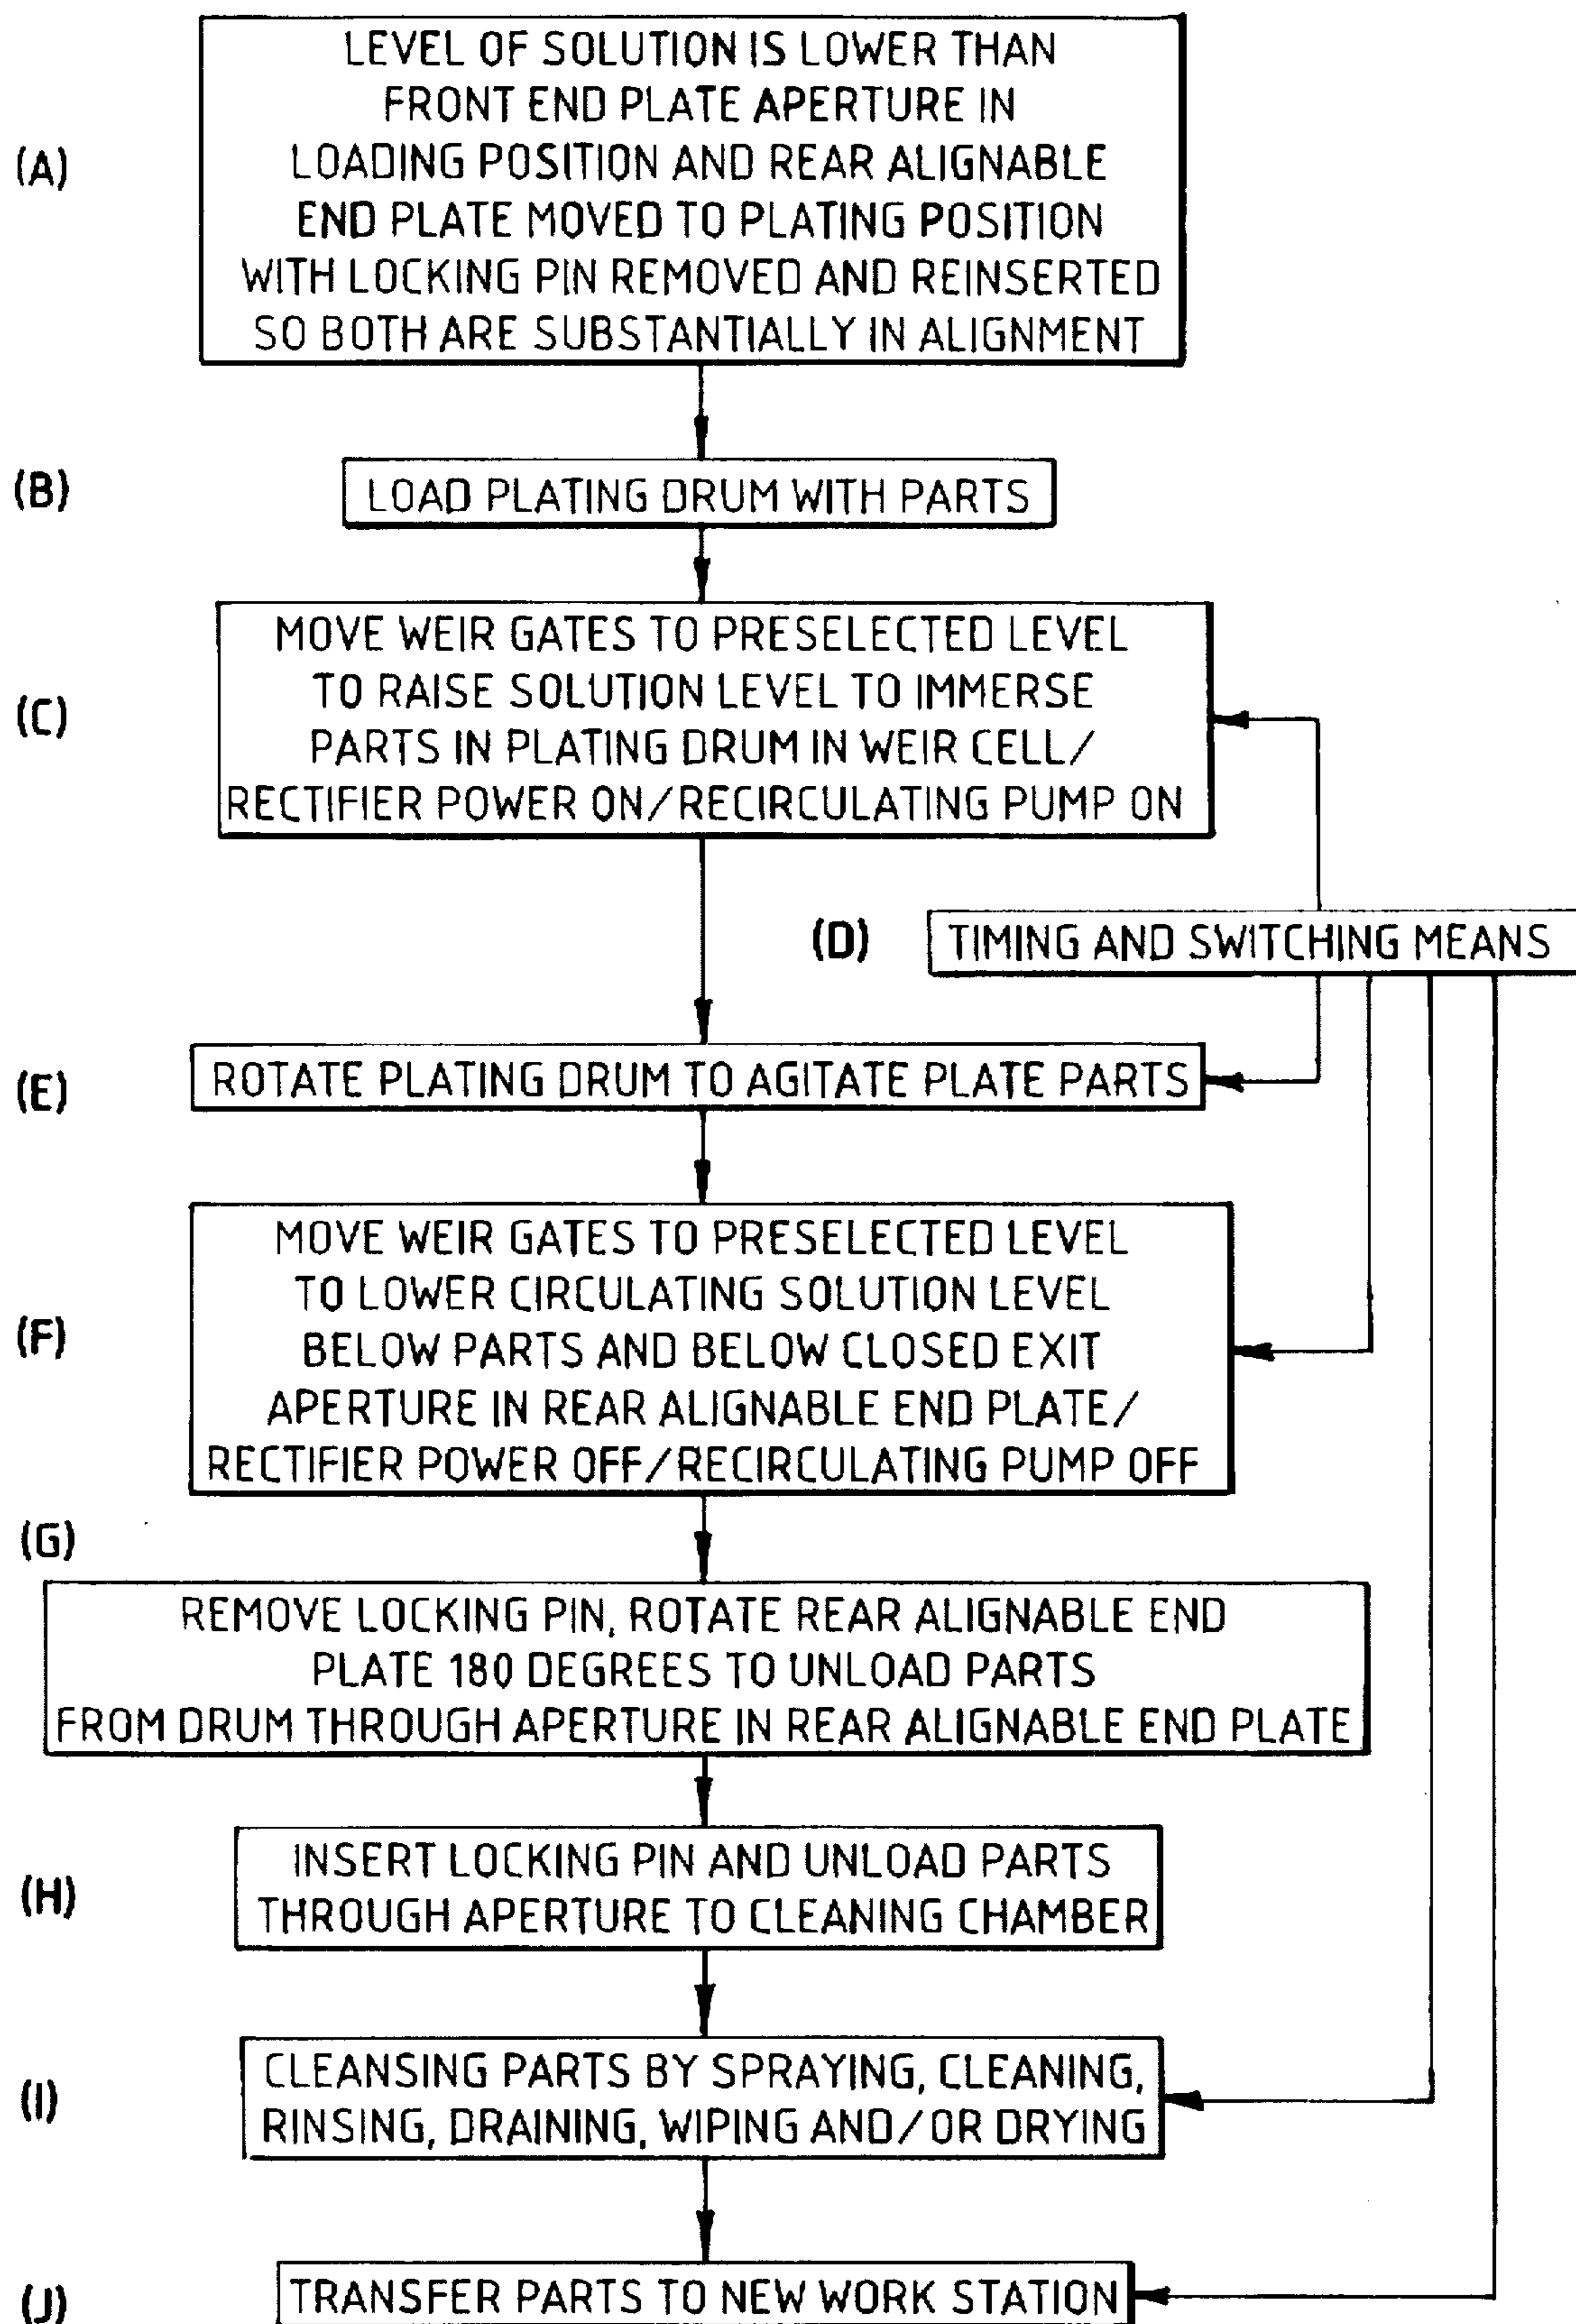 (A)
LEVEL OF SOLUTION IS LOWER THAN
FRONT END PLATE APERTURE IN
LOADING POSITION AND REAR ALIGNABLE
END PLATE MOVED TO PLATING POSITION
WITH LOCKING PIN REMOVED AND REINSERTED
SO BOTH ARE SUBSTANTIALLY IN ALIGNMENT
(B)
LOAD PLATING DRUM WITH PARTS
(C)
MOVE WEIR GATES TO PRESELECTED LEVEL
TO RAISE SOLUTION LEVEL TO IMMERSE
PARTS IN PLATING DRUM IN WEIR CELL/
RECTIFIER POWER ON/RECIRCULATING PUMP ON
(D)
TIMING AND SWITCHING MEANS
(E)
ROTATE PLATING DRUM TO AGITATE PLATE PARTS
(F)
MOVE WEIR GATES TO PRESELECTED LEVEL
TO LOWER CIRCULATING SOLUTION LEVEL
BELOW PARTS AND BELOW CLOSED EXIT
APERTURE IN REAR ALIGNABLE END PLATE/
RECTIFIER POWER OFF/RECIRCULATING PUMP OFF
(G)
REMOVE LOCKING PIN, ROTATE REAR ALIGNABLE END
PLATE 180 DEGREES TO UNLOAD PARTS
FROM DRUM THROUGH APERTURE IN REAR ALIGNABLE END PLATE
(H)
INSERT LOCKING PIN AND UNLOAD PARTS
THROUGH APERTURE TO CLEANING CHAMBER
(I)
CLEANSING PARTS BY SPRAYING, CLEANING,
RINSING, DRAINING, WIPING AND/OR DRYING
(J)
TRANSFER PARTS TO NEW WORK STATION